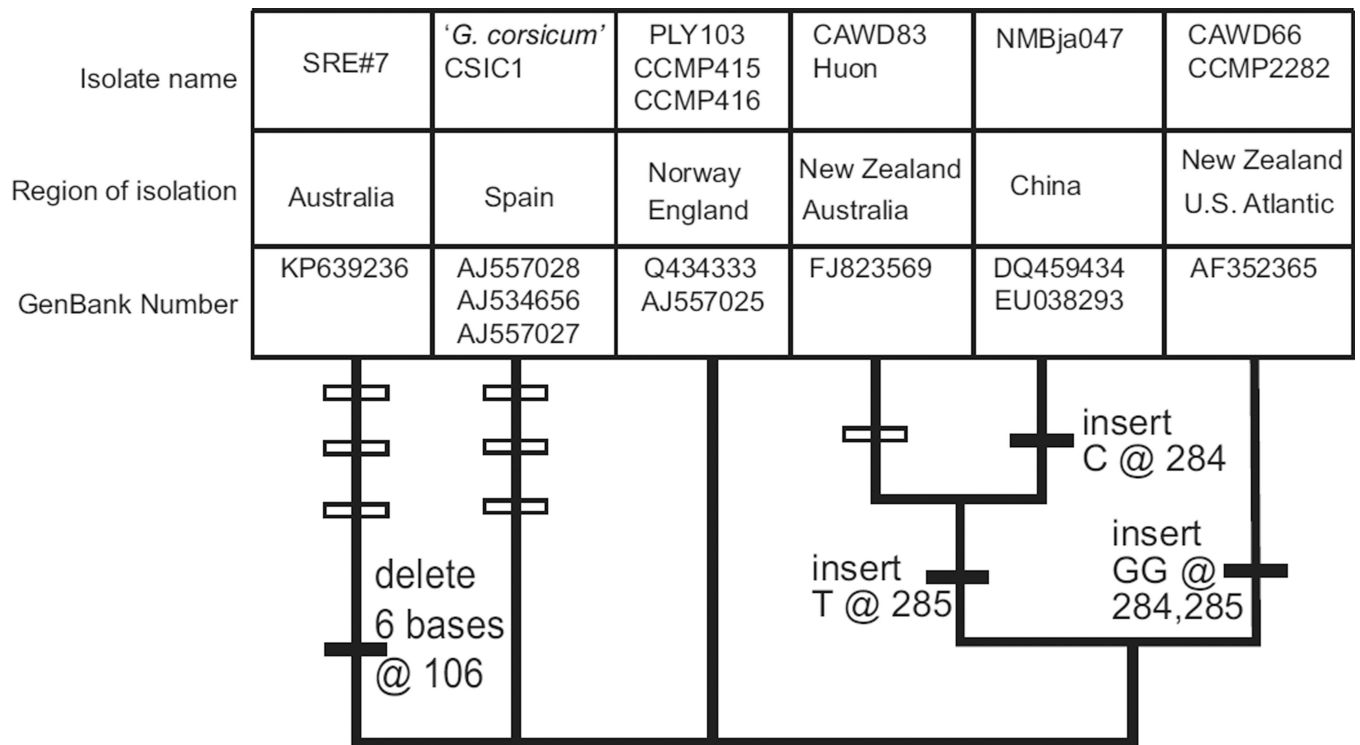 Isolate name
SRE#7
'G. corsicum'
CSIC1
PLY103
CCMP415
CCMP416
CAWD83
Huon
NMBja047
CAWD66
CCMP2282
Region of isolation
Australia
Spain
Norway
England
New Zealand
Australia
China
New Zealand
U.S. Atlantic
GenBank Number
KP639236
AJ557028
AJ534656
AJ557027
Q434333
AJ557025
FJ823569
DQ459434
EU038293
AF352365
insert
C @ 284
delete
6 bases
@ 106
insert
T @ 285
insert
GG @
284,285